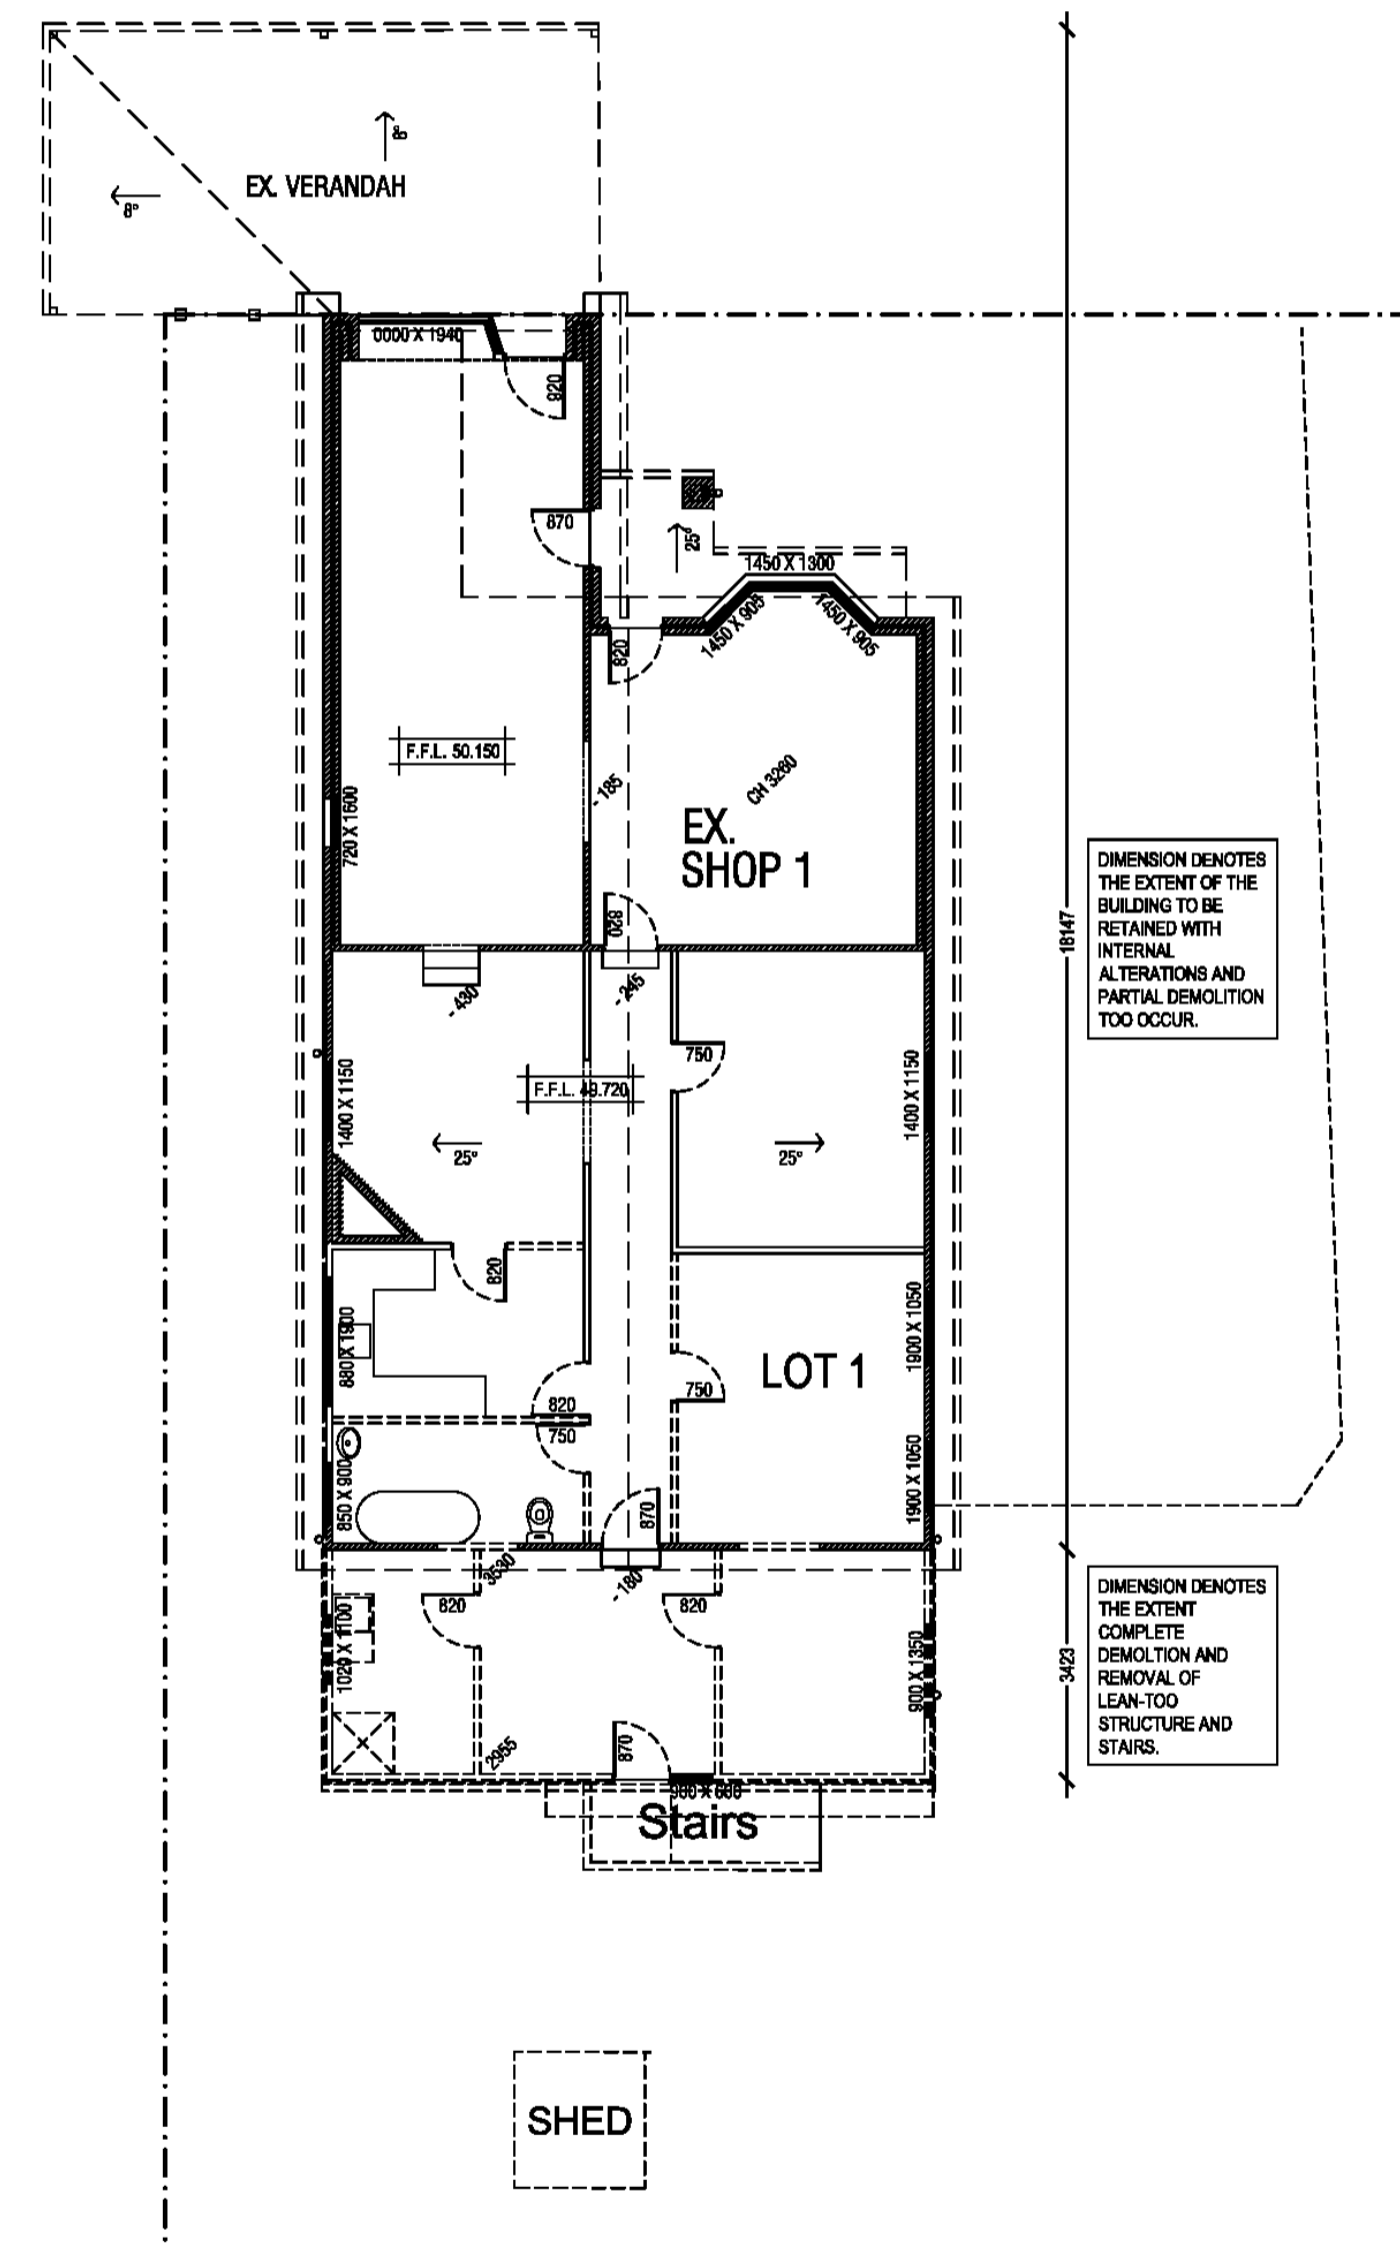 8°
8°
EX. VERANDAH
0000 X 1940
920
870
25°
1450 X 1300
1450 X 905
1450 X 905
820
F.F.L. 50.150
- 185
CH 3260
720 X 1600
EX.
SHOP 1
820
18147
DIMENSION DENOTES
THE EXTENT OF THE
BUILDING TO BE
RETAINED WITH
INTERNAL
ALTERATIONS AND
PARTIAL DEMOLITION
TOO OCCUR.
- 430
- 245
750
1400 X 1150
F.F.L. 49.720
1400 X 1150
25°
25°
820
880 X 1900
1900 X 1050
LOT 1
750
820
750
850 X 900
1900 X 1050
870
3530
- 180
820
820
1020 X 1100
900 X 1350
3423
DIMENSION DENOTES
THE EXTENT
COMPLETE
DEMOLTION AND
REMOVAL OF
LEAN-TOO
STRUCTURE AND
STAIRS.
2955
870
Stairs
SHED